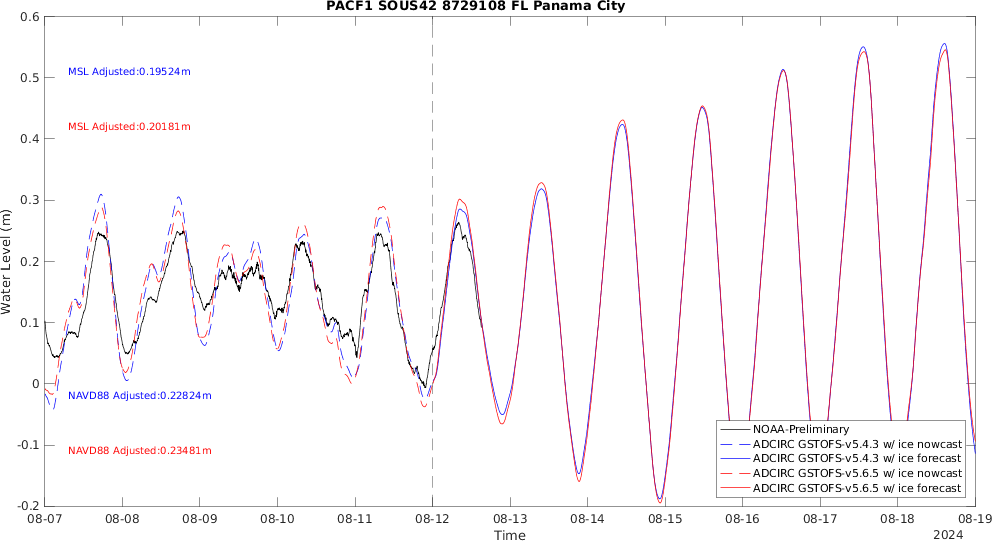 PACF1 SOUS42 8729108 FL Panama City
0.6
0.5
0.4
0.3
0.2
0.1
0
-0.1
-0.2
Water Level (m)
MSL Adjusted:0.19524m
MSL Adjusted:0.20181m
NAVD88 Adjusted:0.22824m
NAVD88 Adjusted:0.23481m
NOAA-Preliminary
ADCIRC GSTOFS-v5.4.3 w/ ice nowcast
ADCIRC GSTOFS-v5.4.3 w/ ice forecast
ADCIRC GSTOFS-v5.6.5 w/ ice nowcast
ADCIRC GSTOFS-v5.6.5 w/ ice forecast
08-07 08-08 08-09 08-10 08-11 08-12 08-13 08-14 08-15 08-16 08-17 08-18 08-19
Time
2024